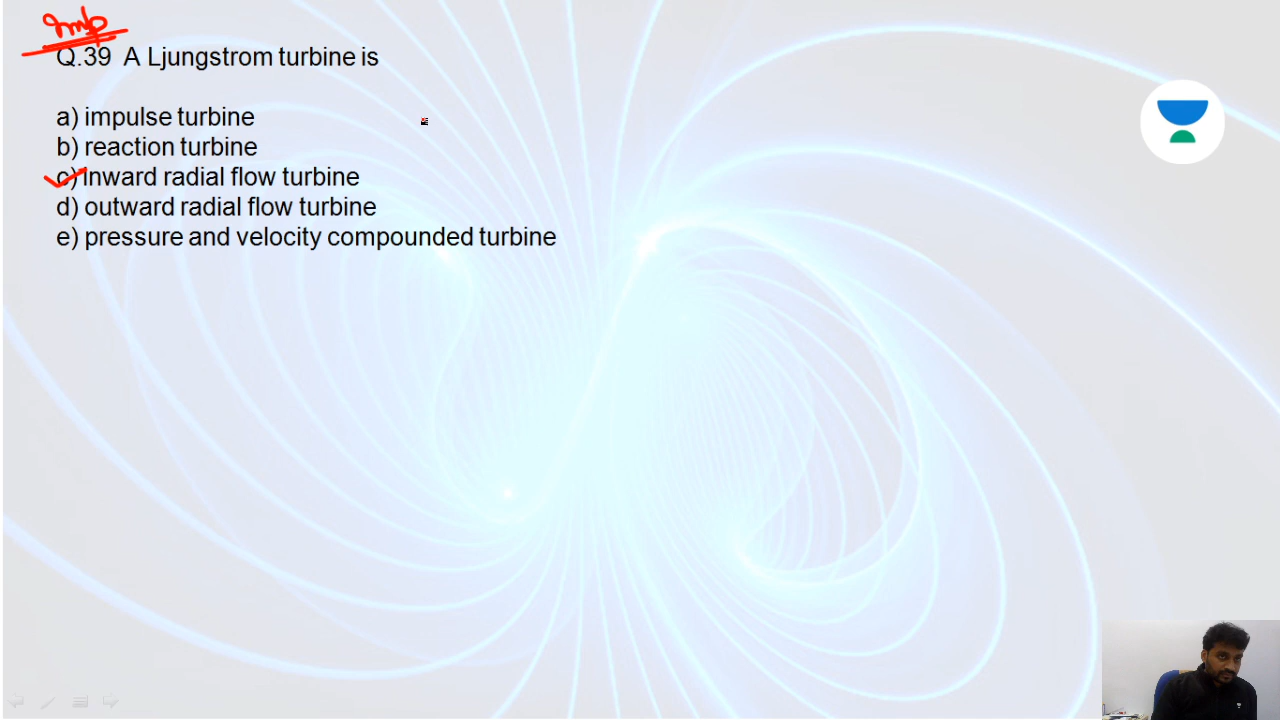 Imp
Q.39 A Ljungstrom turbine is
a) impulse turbine
b) reaction turbine
c) inward radial flow turbine
d) outward radial flow turbine
e) pressure and velocity compounded turbine